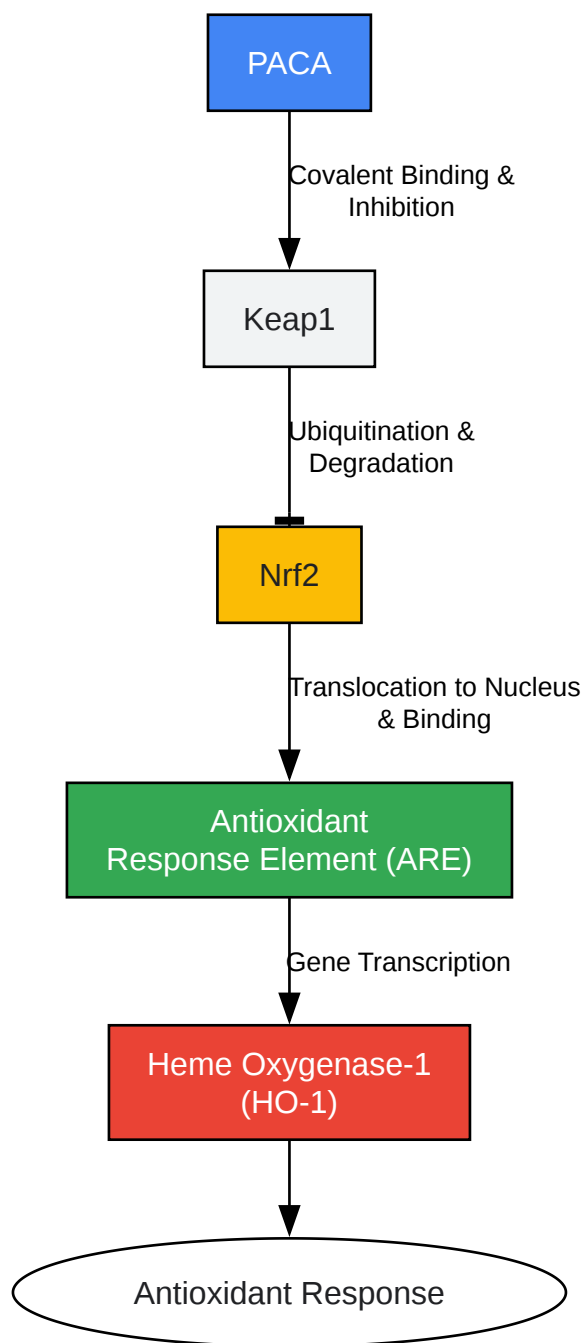 PACA
Covalent Binding &
Inhibition
Keap1
Ubiquitination &
Degradation
Nrf2
Translocation to Nucleus
& Binding
Antioxidant
Response Element (ARE)
Gene Transcription
Heme Oxygenase-1
(HO-1)
Antioxidant Response